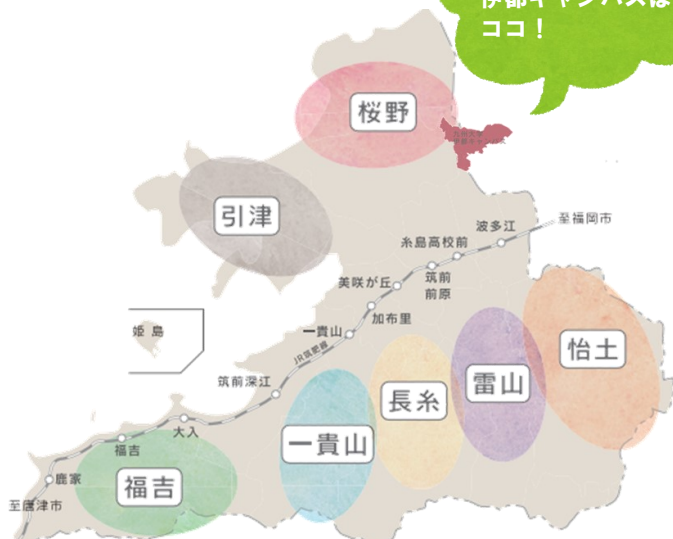 伊都キャンパスは
ココ！
桜野
引津
至福岡市
波多江
糸島高校前
筑前
前原
美咲が丘
加布里
一貴山
JR筑肥線
姫島
筑前深江
怡土
雷山
長糸
一貴山
大入
福吉
福吉
鹿家
至唐津市